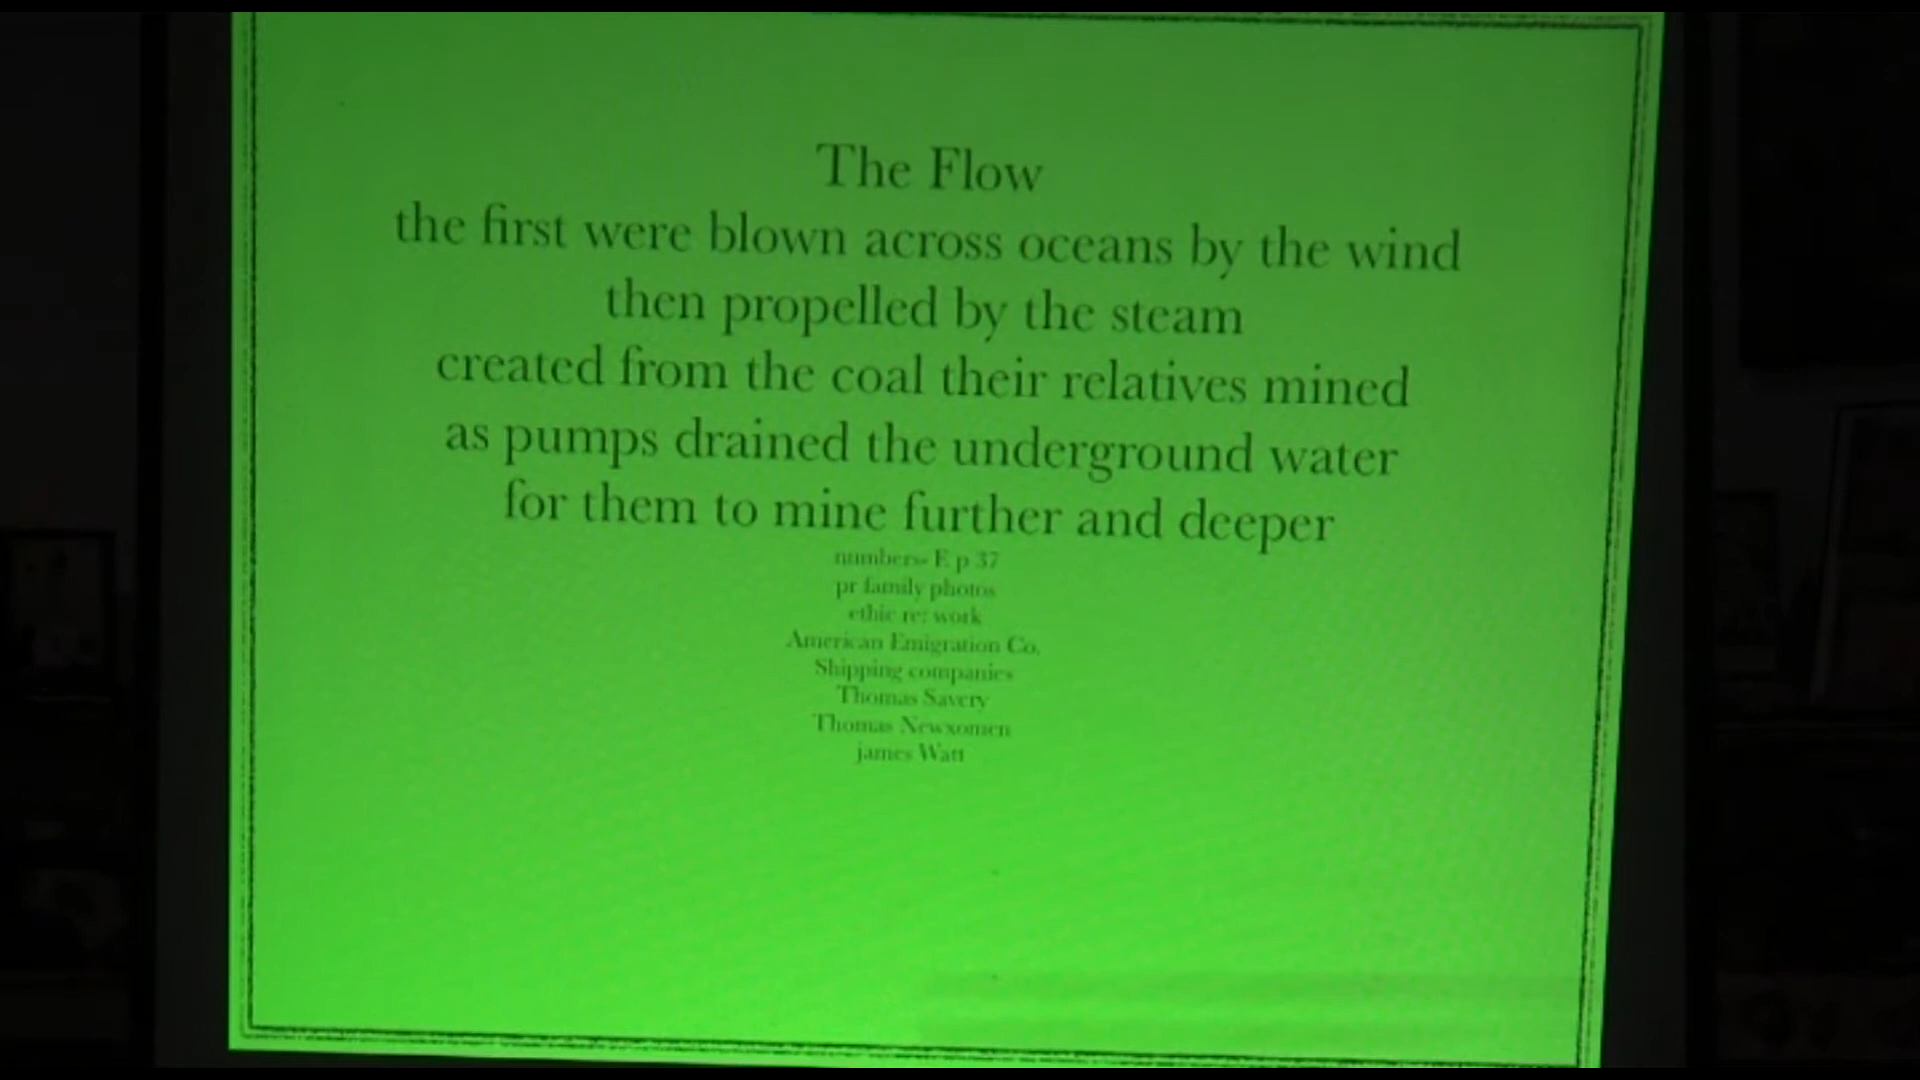 The Flow
the first were blown across oceans by the wind
then propelled by the steam
created from the coal their relatives mined
as pumps drained the underground water
for them to mine further and deeper
numbers- E p 37
pr family photos
ethic re: work
American Emigration Co.
Shipping companies
Thomas Savery
Thomas Newxomen
james Watt